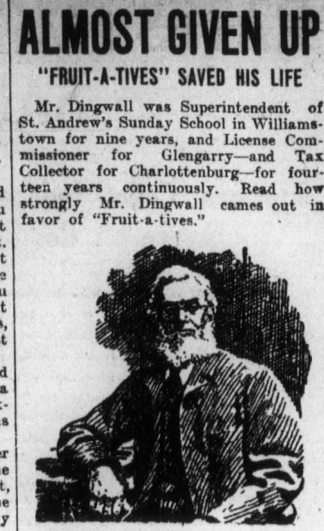 ALMOST GIVEN UP
"FRUIT-A-TIVES" SAVED HIS LIFE
Mr. Dingwall was Superintendent of
St. Andrew's Sunday School in Williams-
town for nine years, and License Com-
missioner for Glengarry—and Tax
Collector for Charlottenburg—for four-
teen years continuously. Read how
strongly Mr. Dingwall cames out in
favor of "Fruit-a-tives."